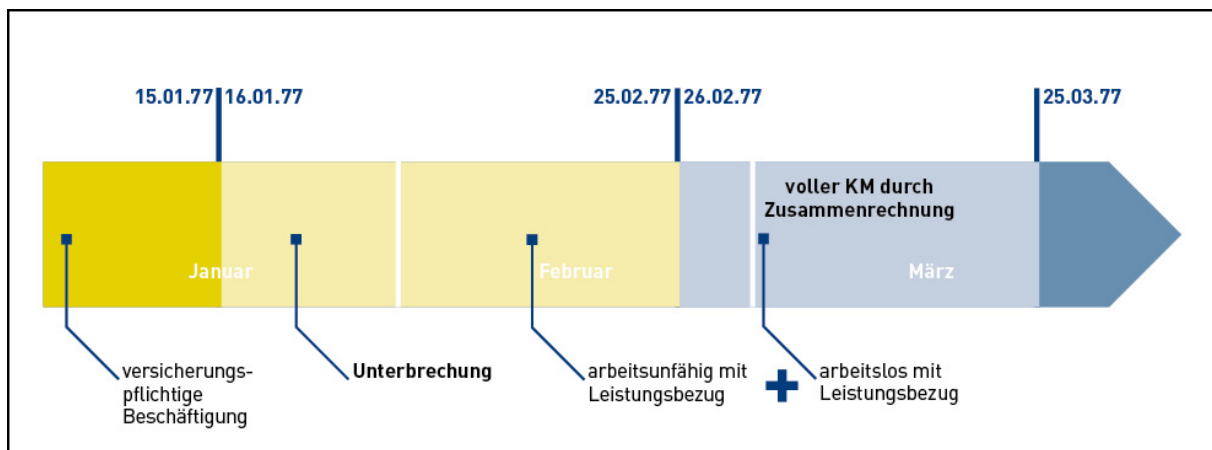 15.01.77 16.01.77 25.02.77 26.02.77 25.03.77
voller KM durch
Zusammenrechnung
Januar Februar März
versicherungs-
pflichtige
Beschäftigung
Unterbrechung
arbeitsunfähig mit
Leistungsbezug
+
arbeitslos mit
Leistungsbezug